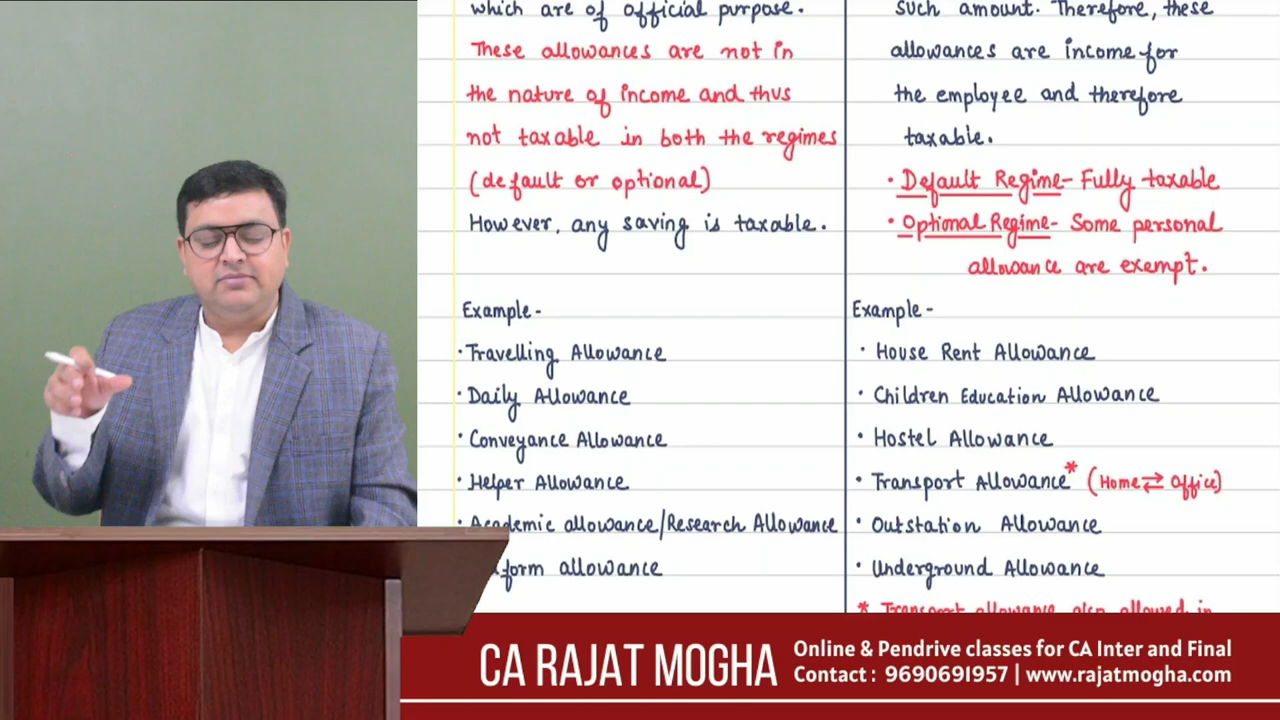 which are of official purpose.
These allowances are not in
the nature of income and thus
not taxable in both the regimes
(default or optional)
However, any saving is taxable.
Example -
• Travelling Allowance
• Daily Allowance
• Conveyance Allowance
• Helper Allowance
• Academic allowance/Research Allowance
form allowance
such amount. Therefore, these
allowances are income for
the employee and therefore
taxable.
• Default Regime- Fully taxable
• Optional Regime- Some personal
allowance are exempt.
Example -
• House Rent Allowance
• Children Education Allowance
• Hostel Allowance
• Transport Allowance* (Home ⇄ Office)
• Outstation Allowance
• Underground Allowance
* Transport allowance also allowed in
CA RAJAT MOGHA
Online & Pendrive classes for CA Inter and Final
Contact : 9690691957 | www.rajatmogha.com